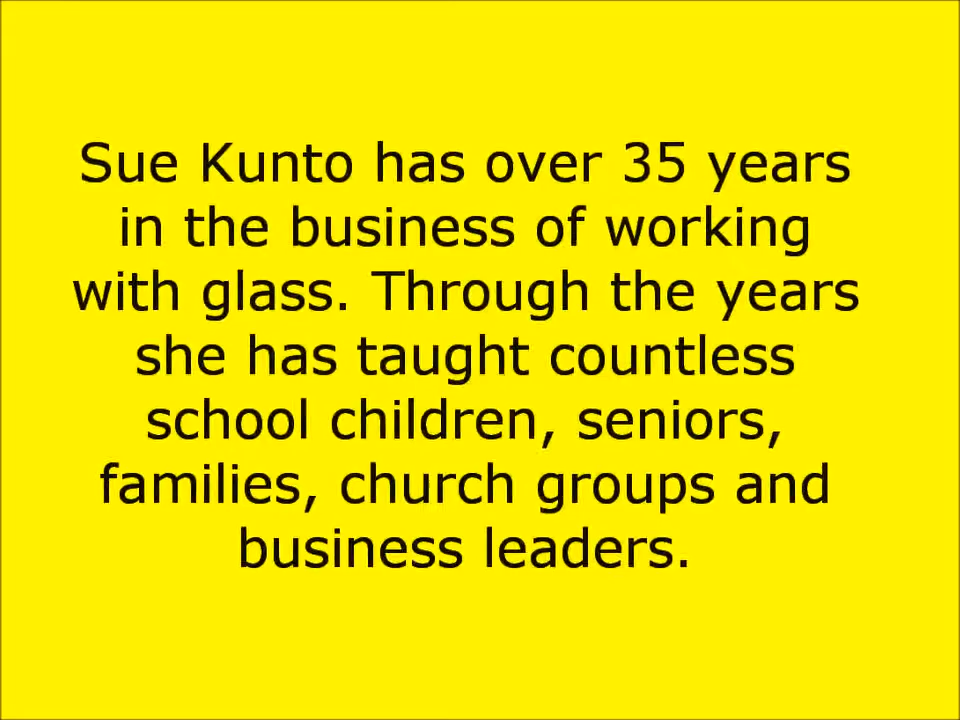 Sue Kunto has over 35 years
in the business of working
with glass. Through the years
she has taught countless
school children, seniors,
families, church groups and
business leaders.